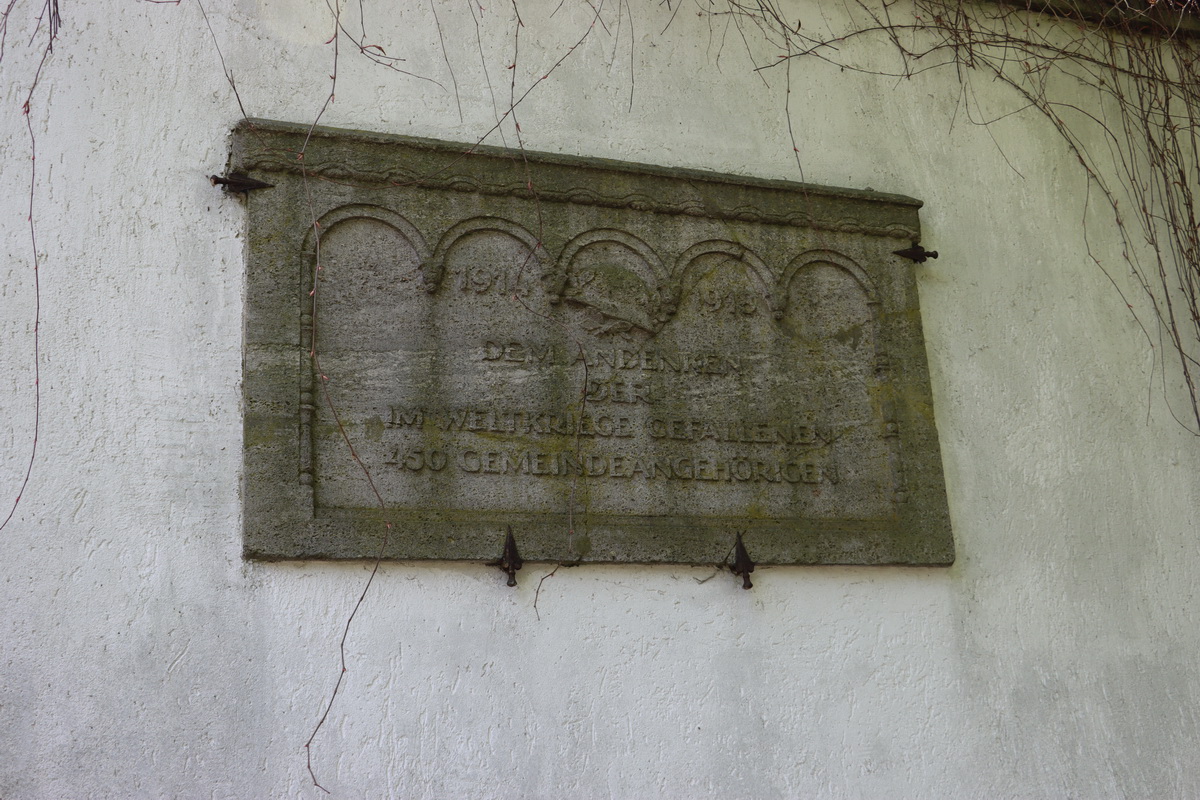 1914 1918
DEM ANDENKEN
DER
IM WELTKRIEGE GEFALLENEN
450 GEMEINDEANGEHÖRIGEN